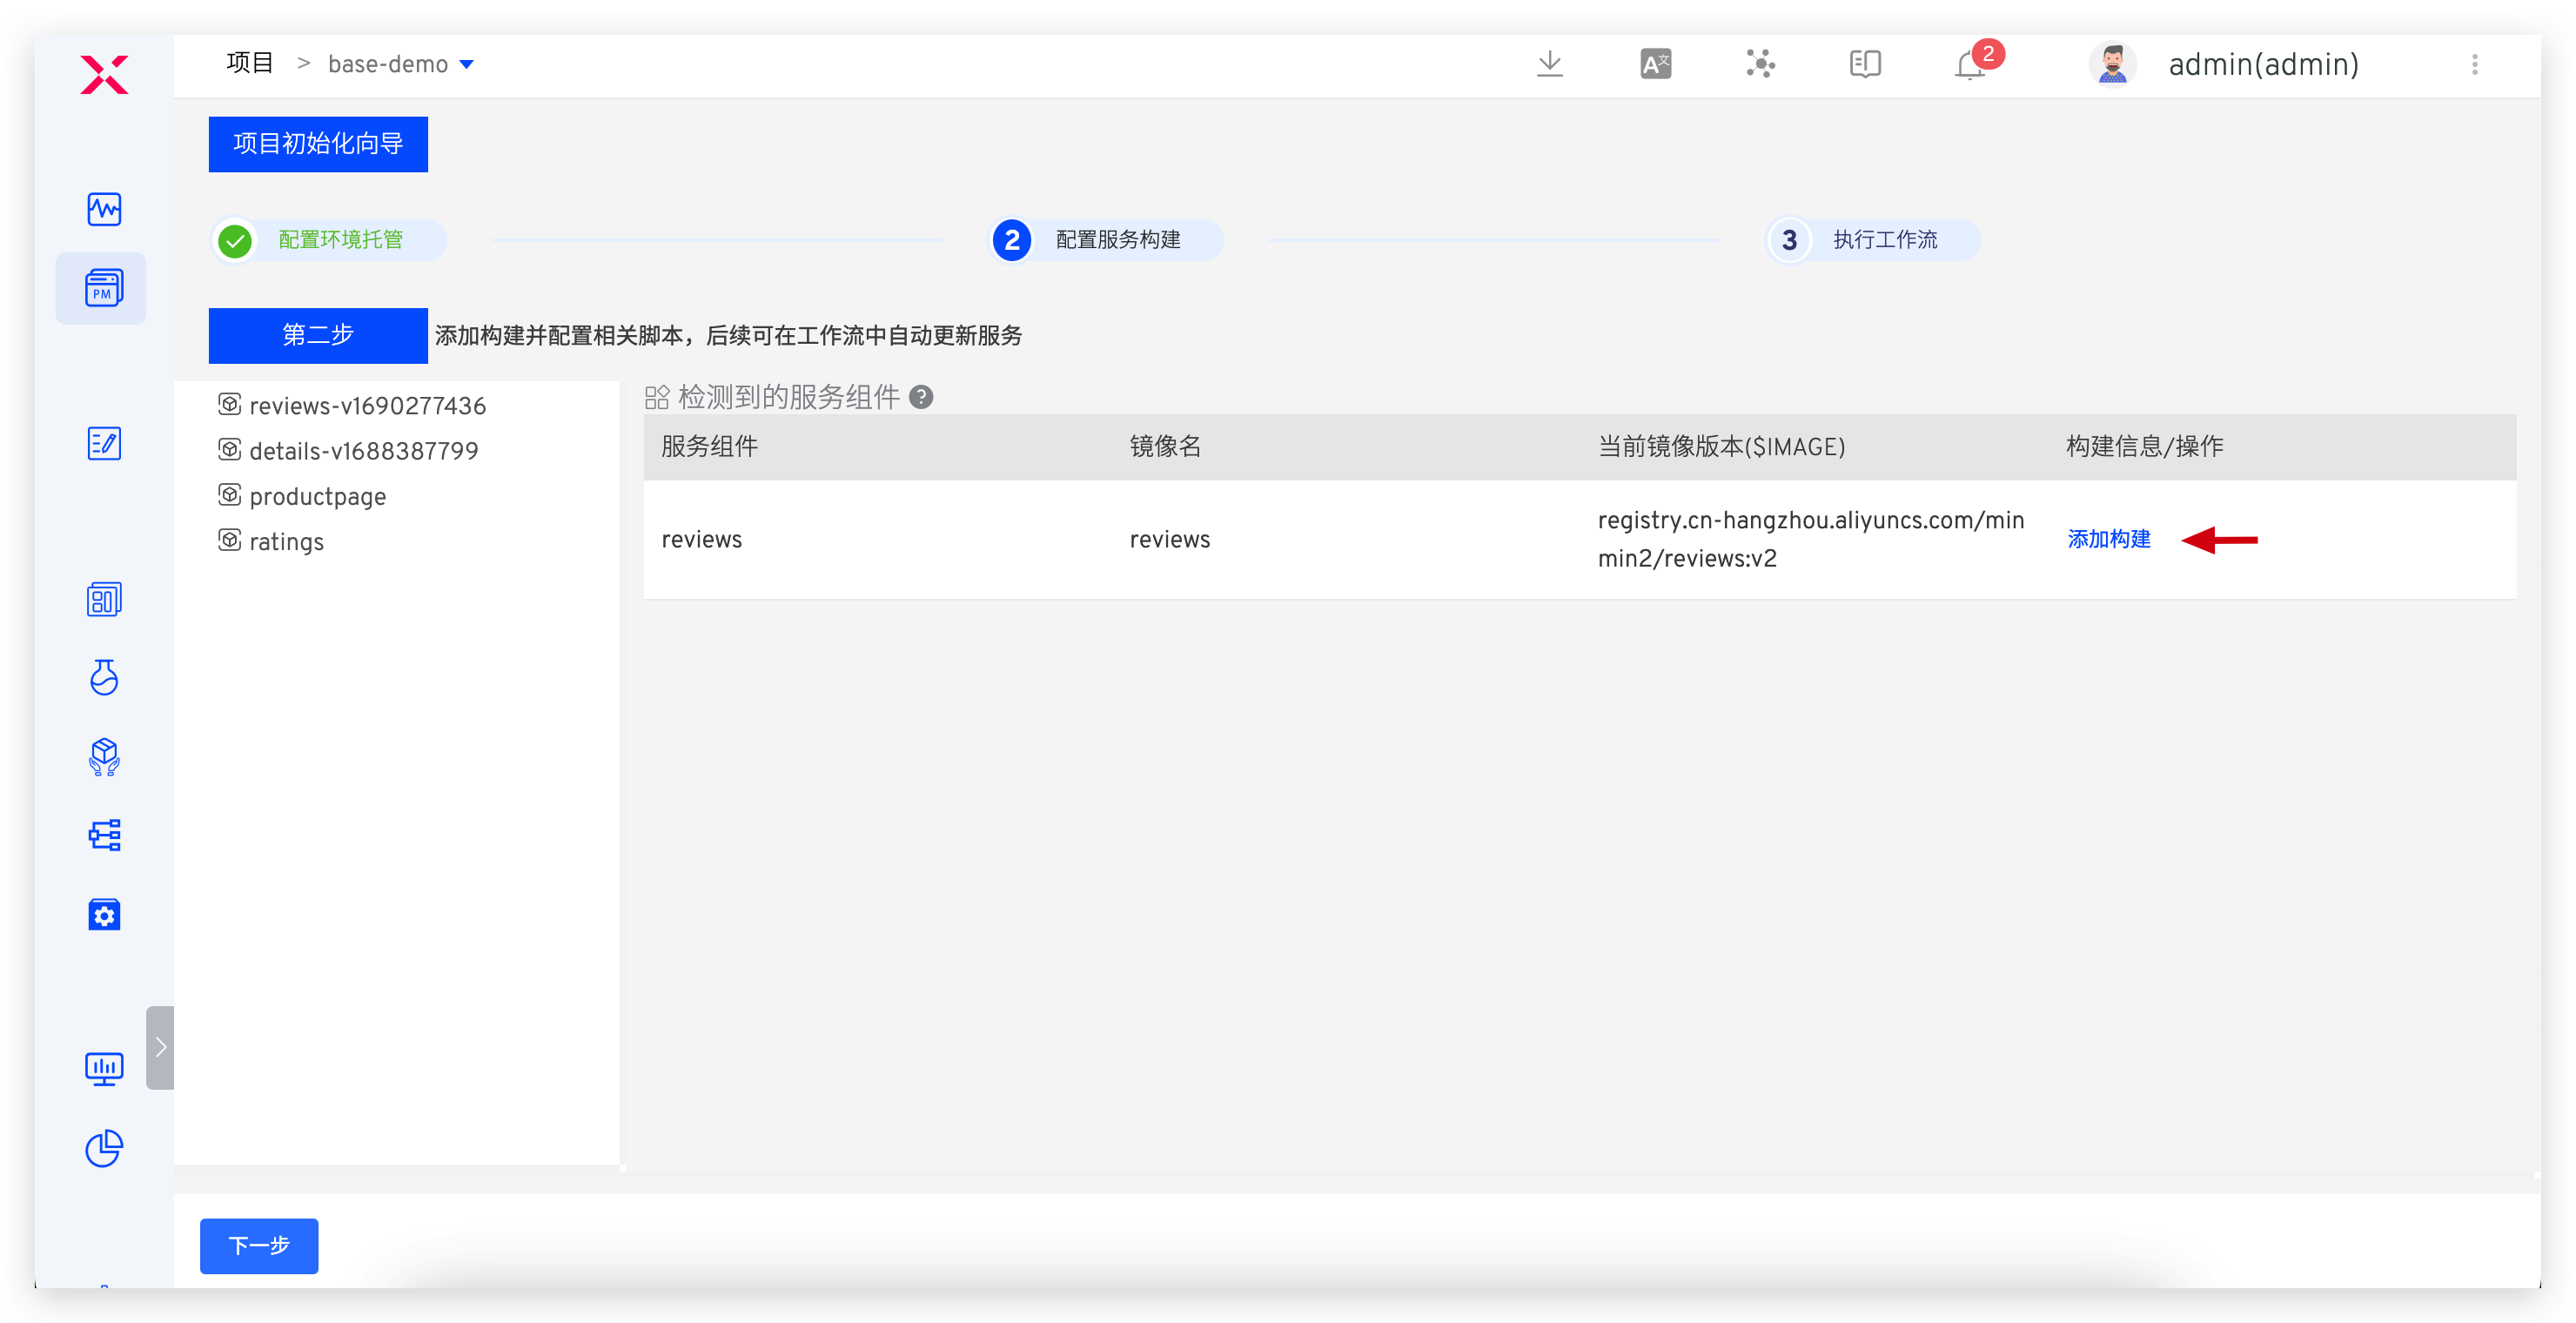 项目 > base-demo
A文
2
admin(admin)
项目初始化向导
配置环境托管
2 配置服务构建
3 执行工作流
PM
第二步 添加构建并配置相关脚本，后续可在工作流中自动更新服务
reviews-v1690277436
details-v1688387799
productpage
ratings
检测到的服务组件 ?
服务组件 镜像名 当前镜像版本($IMAGE) 构建信息/操作
reviews reviews registry.cn-hangzhou.aliyuncs.com/min
min2/reviews:v2 添加构建
下一步